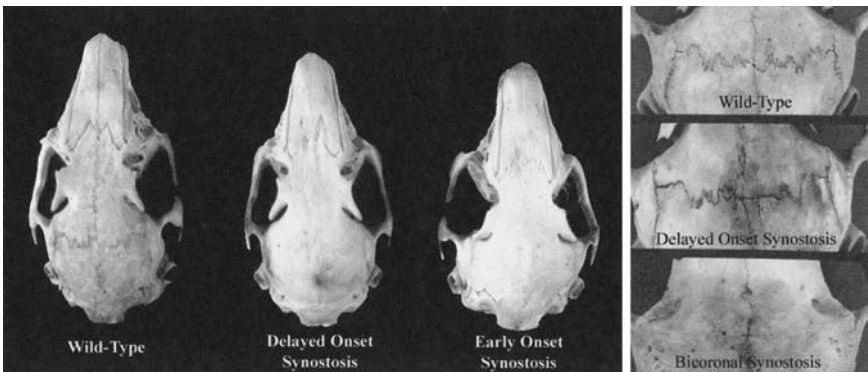 Wild-Type
Delayed Onset
Synostosis
Early Onset
Synostosis
Wild-Type
Delayed Onset Synostosis
Bicoronal Synostosis